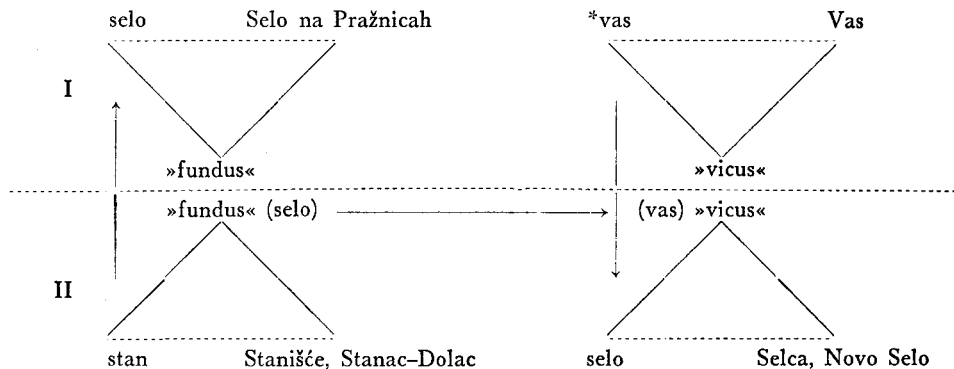 selo Selo na Pražnicah *vas Vas
I
»fundus« »vicus«
»fundus« (selo) (vas) »vicus«
II
stan Stanišće, Stanac–Dolac selo Selca, Novo Selo